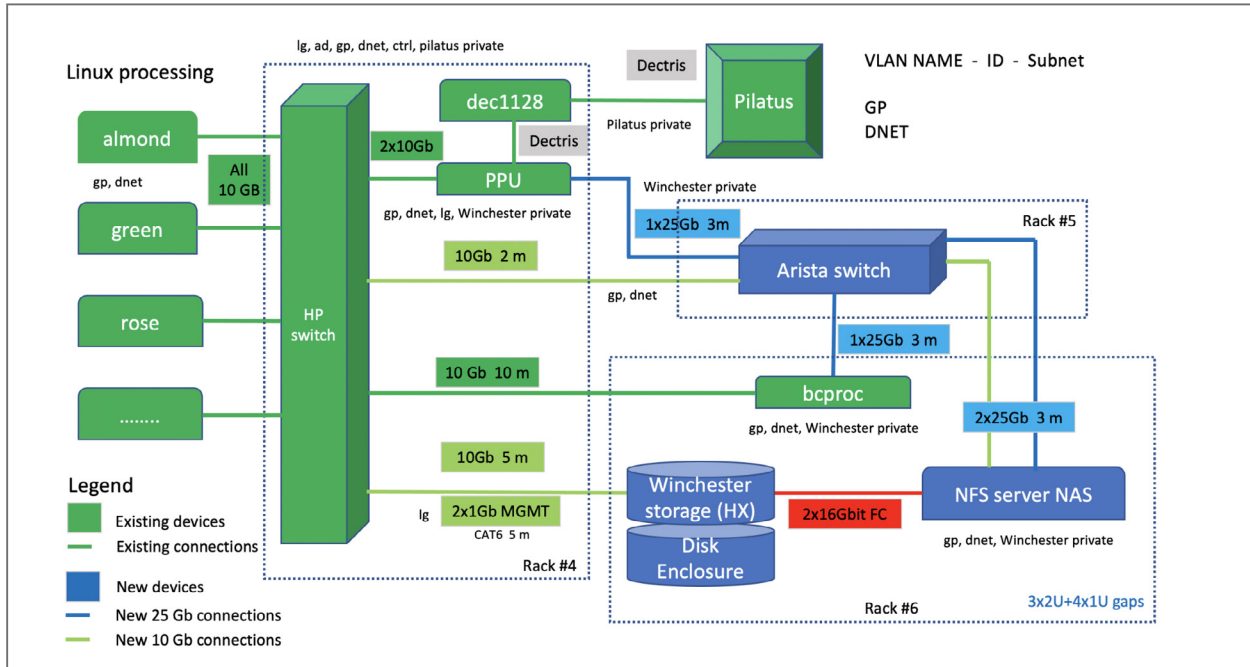 lg, ad, gp, dnet, ctrl, pilatus private
Linux processing
almond
gp, dnet
All
10 GB
green
rose
........
HP
switch
2x10Gb
dec1128
Dectris
PPU
gp, dnet, lg, Winchester private
Dectris
Pilatus private
Pilatus
VLAN NAME - ID - Subnet
GP
DNET
Winchester private
1x25Gb 3m
Rack #5
Arista switch
10Gb 2 m
gp, dnet
1x25Gb 3 m
10 Gb 10 m
bcproc
gp, dnet, Winchester private
2x25Gb 3 m
10Gb 5 m
lg
2x1Gb MGMT
CAT6 5 m
Rack #4
Winchester
storage (HX)
Disk
Enclosure
2x16Gbit FC
NFS server NAS
gp, dnet, Winchester private
Rack #6
3x2U+4x1U gaps
Legend
Existing devices
Existing connections
New devices
New 25 Gb connections
New 10 Gb connections